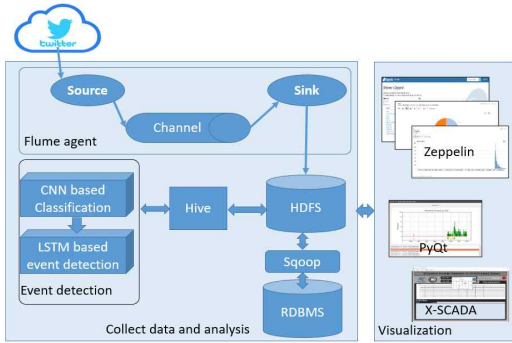 twitter
Source
Sink
Channel
Flume agent
Zeppelin
CNN based
Classification
Hive
HDFS
LSTM based
event detection
PyQt
Sqoop
Event detection
X-SCADA
RDBMS
Collect data and analysis
Visualization